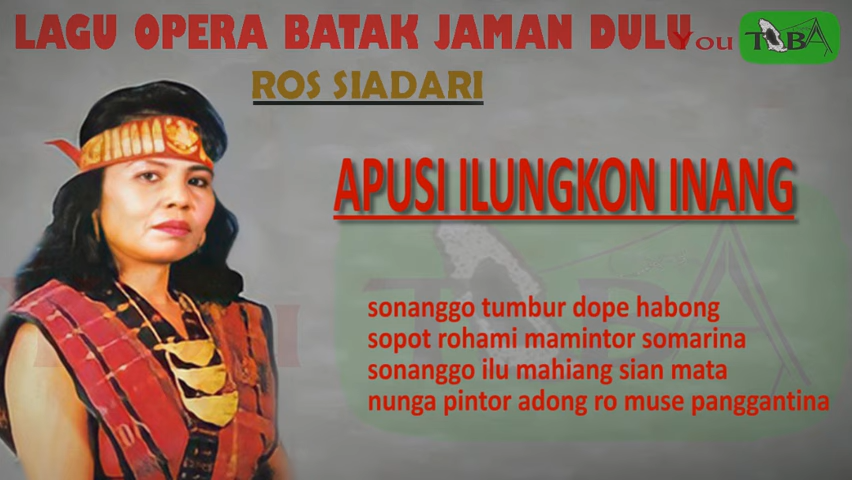 LAGU OPERA BATAK JAMAN DULU
You TOBA
ROS SIADARI
APUSI ILUNGKON INANG
sonanggo tumbur dope habong
sopot rohami mamintor somarina
sonanggo ilu mahiang sian mata
nunga pintor adong ro muse panggantina